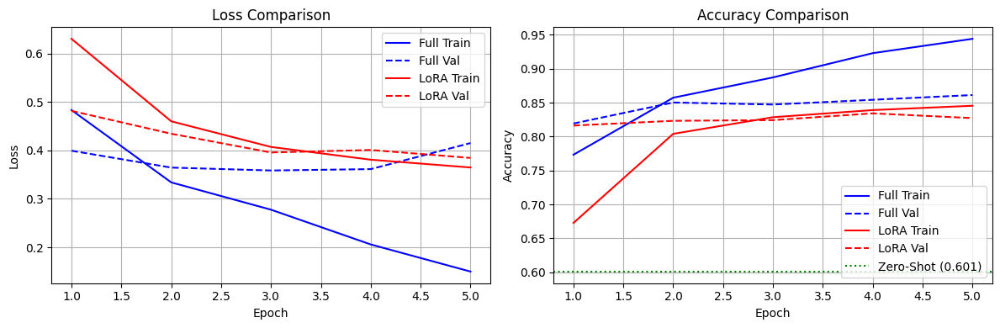 Loss Comparison
0.6
0.5
0.4
0.3
0.2
Loss
Full Train
Full Val
LoRA Train
LoRA Val
1.0 1.5 2.0 2.5 3.0 3.5 4.0 4.5 5.0
Epoch
Accuracy Comparison
0.95
0.90
0.85
0.80
0.75
0.70
0.65
0.60
Accuracy
Full Train
Full Val
LoRA Train
LoRA Val
Zero-Shot (0.601)
1.0 1.5 2.0 2.5 3.0 3.5 4.0 4.5 5.0
Epoch